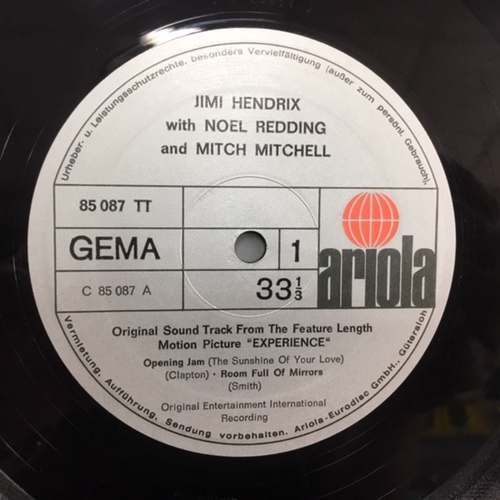 Urheber- u. Leistungsschutzrechte, besonders Vervielfältigung (außer zum persönl. Gebrauch),
JIMI HENDRIX
with NOEL REDDING
and MITCH MITCHELL
85 087 TT
GEMA
1
C 85 087 A
33⅓
ariola
Original Sound Track From The Feature Length
Motion Picture "EXPERIENCE"
Opening Jam (The Sunshine Of Your Love)
(Clapton) · Room Full Of Mirrors
(Smith)
Original Entertainment International
Recording
Vermietung, Aufführung, Sendung vorbehalten. Ariola-Eurodisc GmbH., Gütersloh